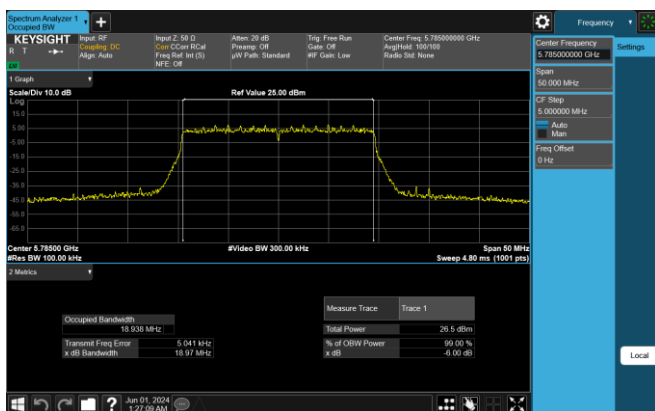 Spectrum Analyzer 1
Occupied BW
+
Frequency
KEYSIGHT
R T
Input: RF
Coupling: DC
Align: Auto
Input Z: 50 Ω
Corr CCorr RCal
Freq Ref: Int (S)
NFE: Off
Atten: 20 dB
Preamp: Off
µW Path: Standard
Trig: Free Run
Gate: Off
#IF Gain: Low
Center Freq: 5.785000000 GHz
Avg|Hold: 100/100
Radio Std: None
1 Graph
Scale/Div 10.0 dB
Ref Value 25.00 dBm
Log
15.0
5.00
-5.00
-15.0
-25.0
-35.0
-45.0
-55.0
-65.0
Center 5.78500 GHz
#Video BW 300.00 kHz
Span 50 MHz
#Res BW 100.00 kHz
Sweep 4.80 ms (1001 pts)
2 Metrics
Measure Trace
Trace 1
Occupied Bandwidth
18.938 MHz
Total Power
26.5 dBm
Transmit Freq Error
5.041 kHz
% of OBW Power
99.00 %
x dB Bandwidth
18.97 MHz
x dB
-6.00 dB
Center Frequency
5.785000000 GHz
Settings
Span
50.000 MHz
CF Step
5.000000 MHz
Auto
Man
Freq Offset
0 Hz
Local
?
Jun 01, 2024
1:27:09 AM